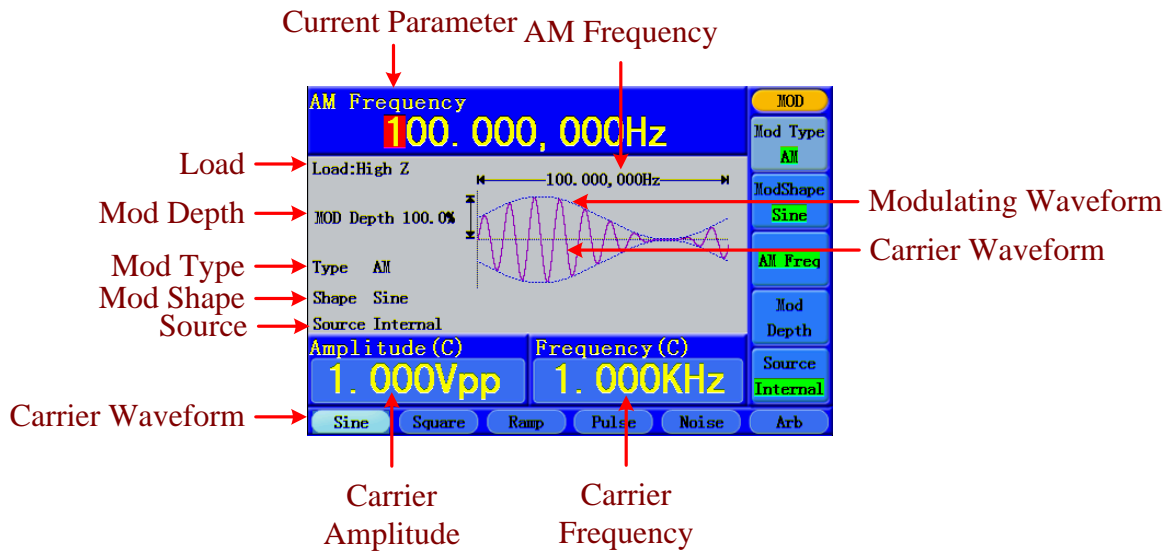 Current Parameter
AM Frequency
AM Frequency
100.000,000Hz
MOD
Mod Type
AM
ModShape
Sine
AM Freq
Mod
Depth
Source
Internal
Load
Load:High Z
100.000,000Hz
Mod Depth
MOD Depth 100.0%
Modulating Waveform
Carrier Waveform
Mod Type
Type AM
Mod Shape
Shape Sine
Source
Source Internal
Amplitude(C)
Frequency(C)
1.000Vpp
1.000KHz
Carrier Waveform
Sine Square Ramp Pulse Noise Arb
Carrier
Amplitude
Carrier
Frequency